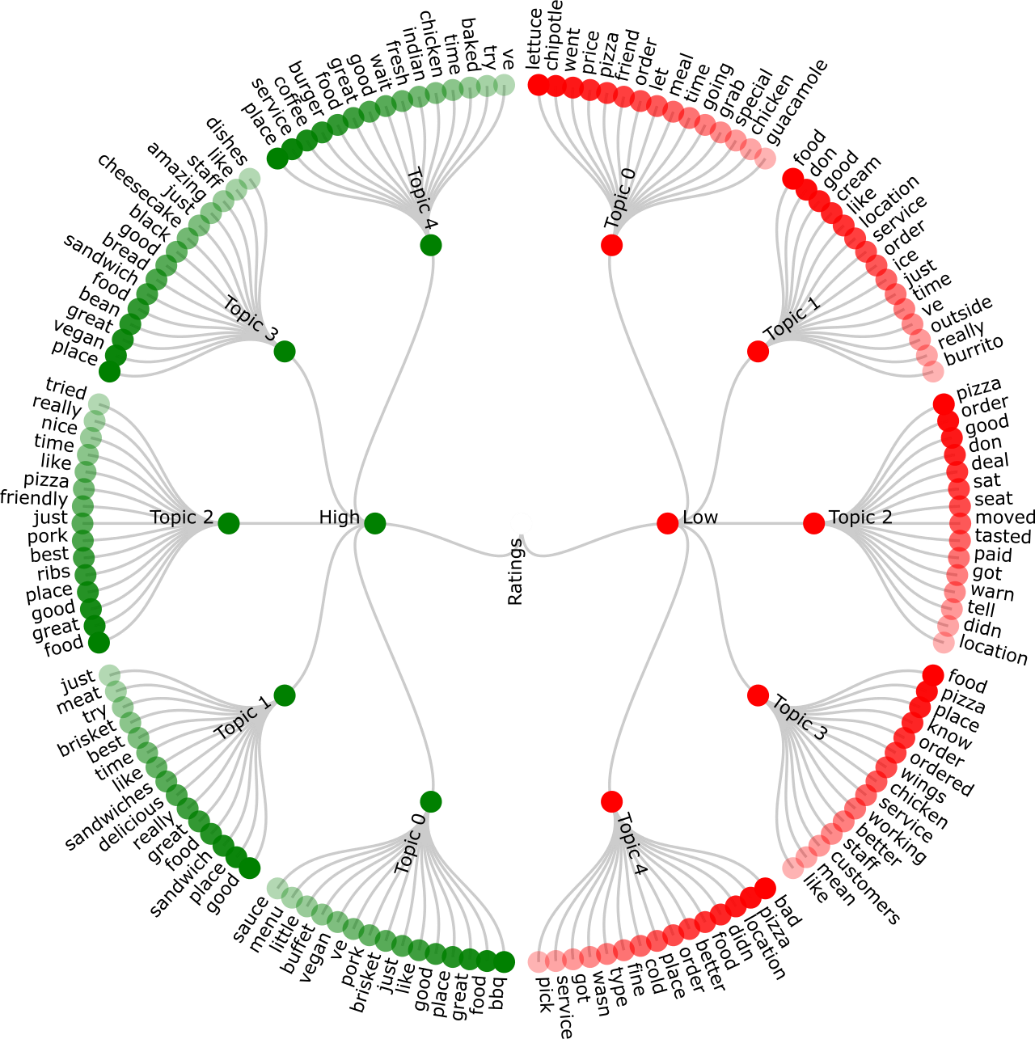 Ratings
Low
Topic 0
lettuce
chipotle
went
price
pizza
friend
order
let
meal
time
going
grab
special
chicken
guacamole
Topic 1
food
don
good
cream
like
location
service
order
ice
just
time
ve
outside
really
burrito
Topic 2
pizza
order
good
don
deal
sat
seat
moved
tasted
paid
got
warn
tell
didn
location
Topic 3
food
pizza
place
know
order
ordered
wings
chicken
service
working
better
staff
customers
mean
like
Topic 4
bad
pizza
location
didn
food
better
order
place
cold
fine
type
wasn
got
service
pick
High
Topic 0
bbq
food
great
place
good
like
just
brisket
pork
ve
vegan
buffet
little
menu
sauce
Topic 1
good
place
sandwich
food
great
really
delicious
sandwiches
like
time
best
brisket
try
meat
just
Topic 2
food
great
good
place
ribs
best
pork
just
friendly
pizza
like
time
nice
really
tried
Topic 3
place
vegan
great
bean
food
sandwich
bread
good
black
cheesecake
just
amazing
staff
like
dishes
Topic 4
place
service
coffee
burger
food
great
good
wait
fresh
indian
chicken
time
baked
try
ve